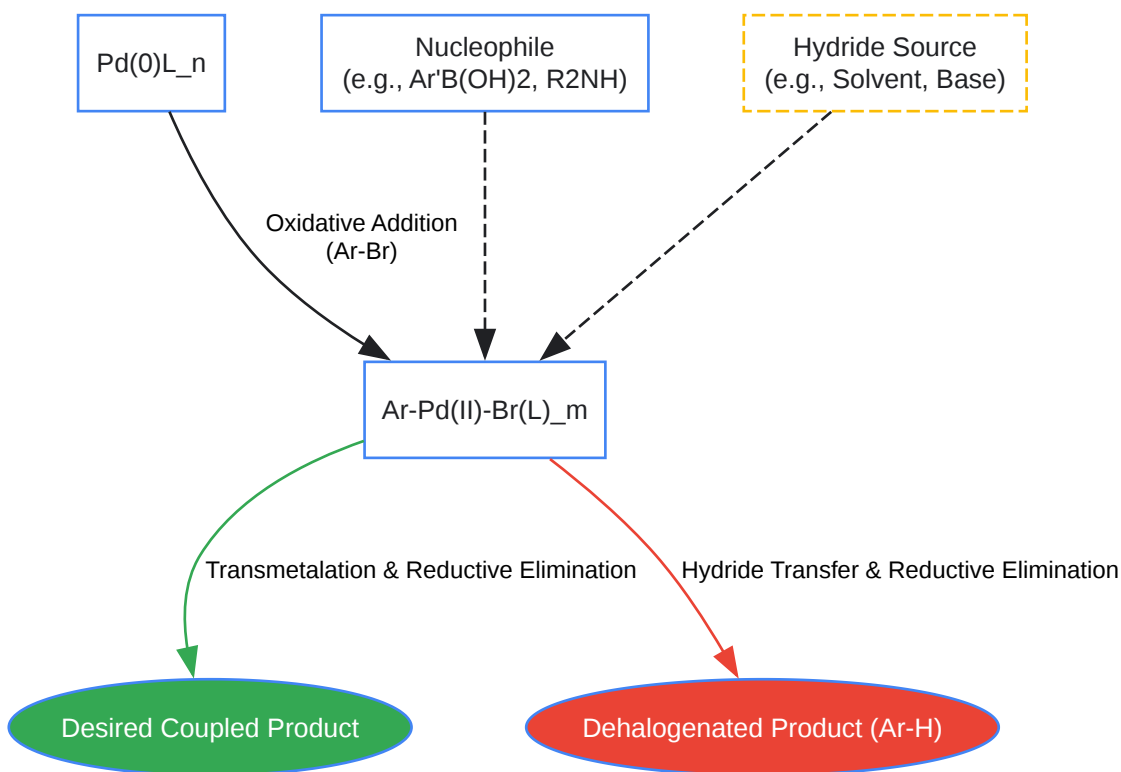 Pd(0)L_n
Nucleophile
(e.g., Ar'B(OH)2, R2NH)
Hydride Source
(e.g., Solvent, Base)
Oxidative Addition
(Ar-Br)
Ar-Pd(II)-Br(L)_m
Transmetalation & Reductive Elimination
Hydride Transfer & Reductive Elimination
Desired Coupled Product
Dehalogenated Product (Ar-H)